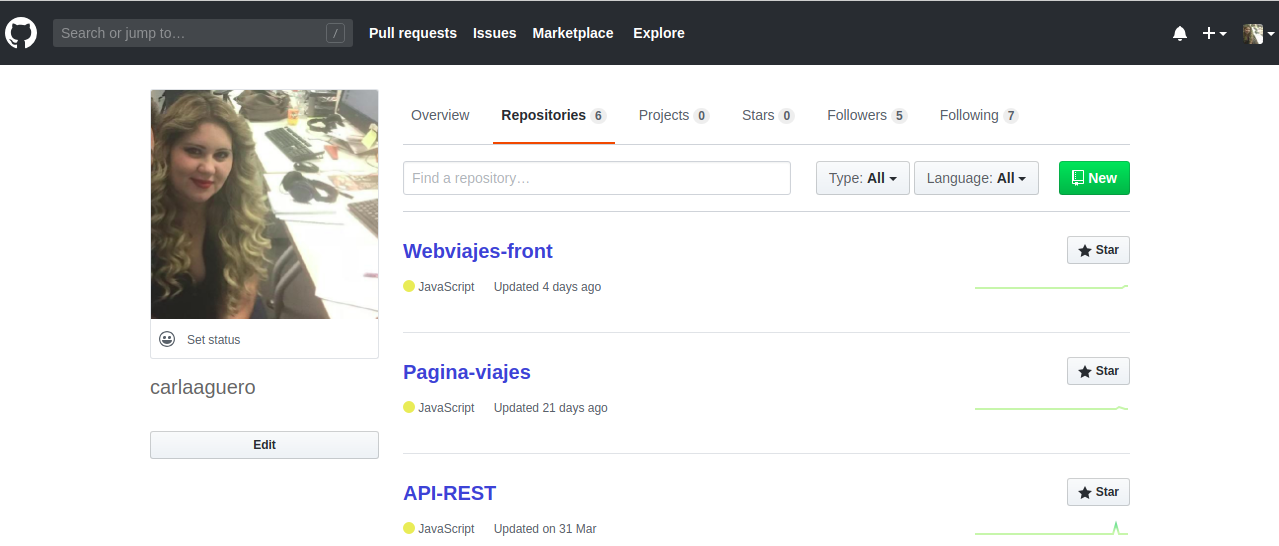 Search or jump to… /
Pull requests Issues Marketplace Explore
Overview Repositories 6 Projects 0 Stars 0 Followers 5 Following 7
Find a repository… Type: All Language: All New
Webviajes-front Star
JavaScript Updated 4 days ago
Set status
Pagina-viajes Star
carlaaguero
JavaScript Updated 21 days ago
Edit
API-REST Star
JavaScript Updated on 31 Mar